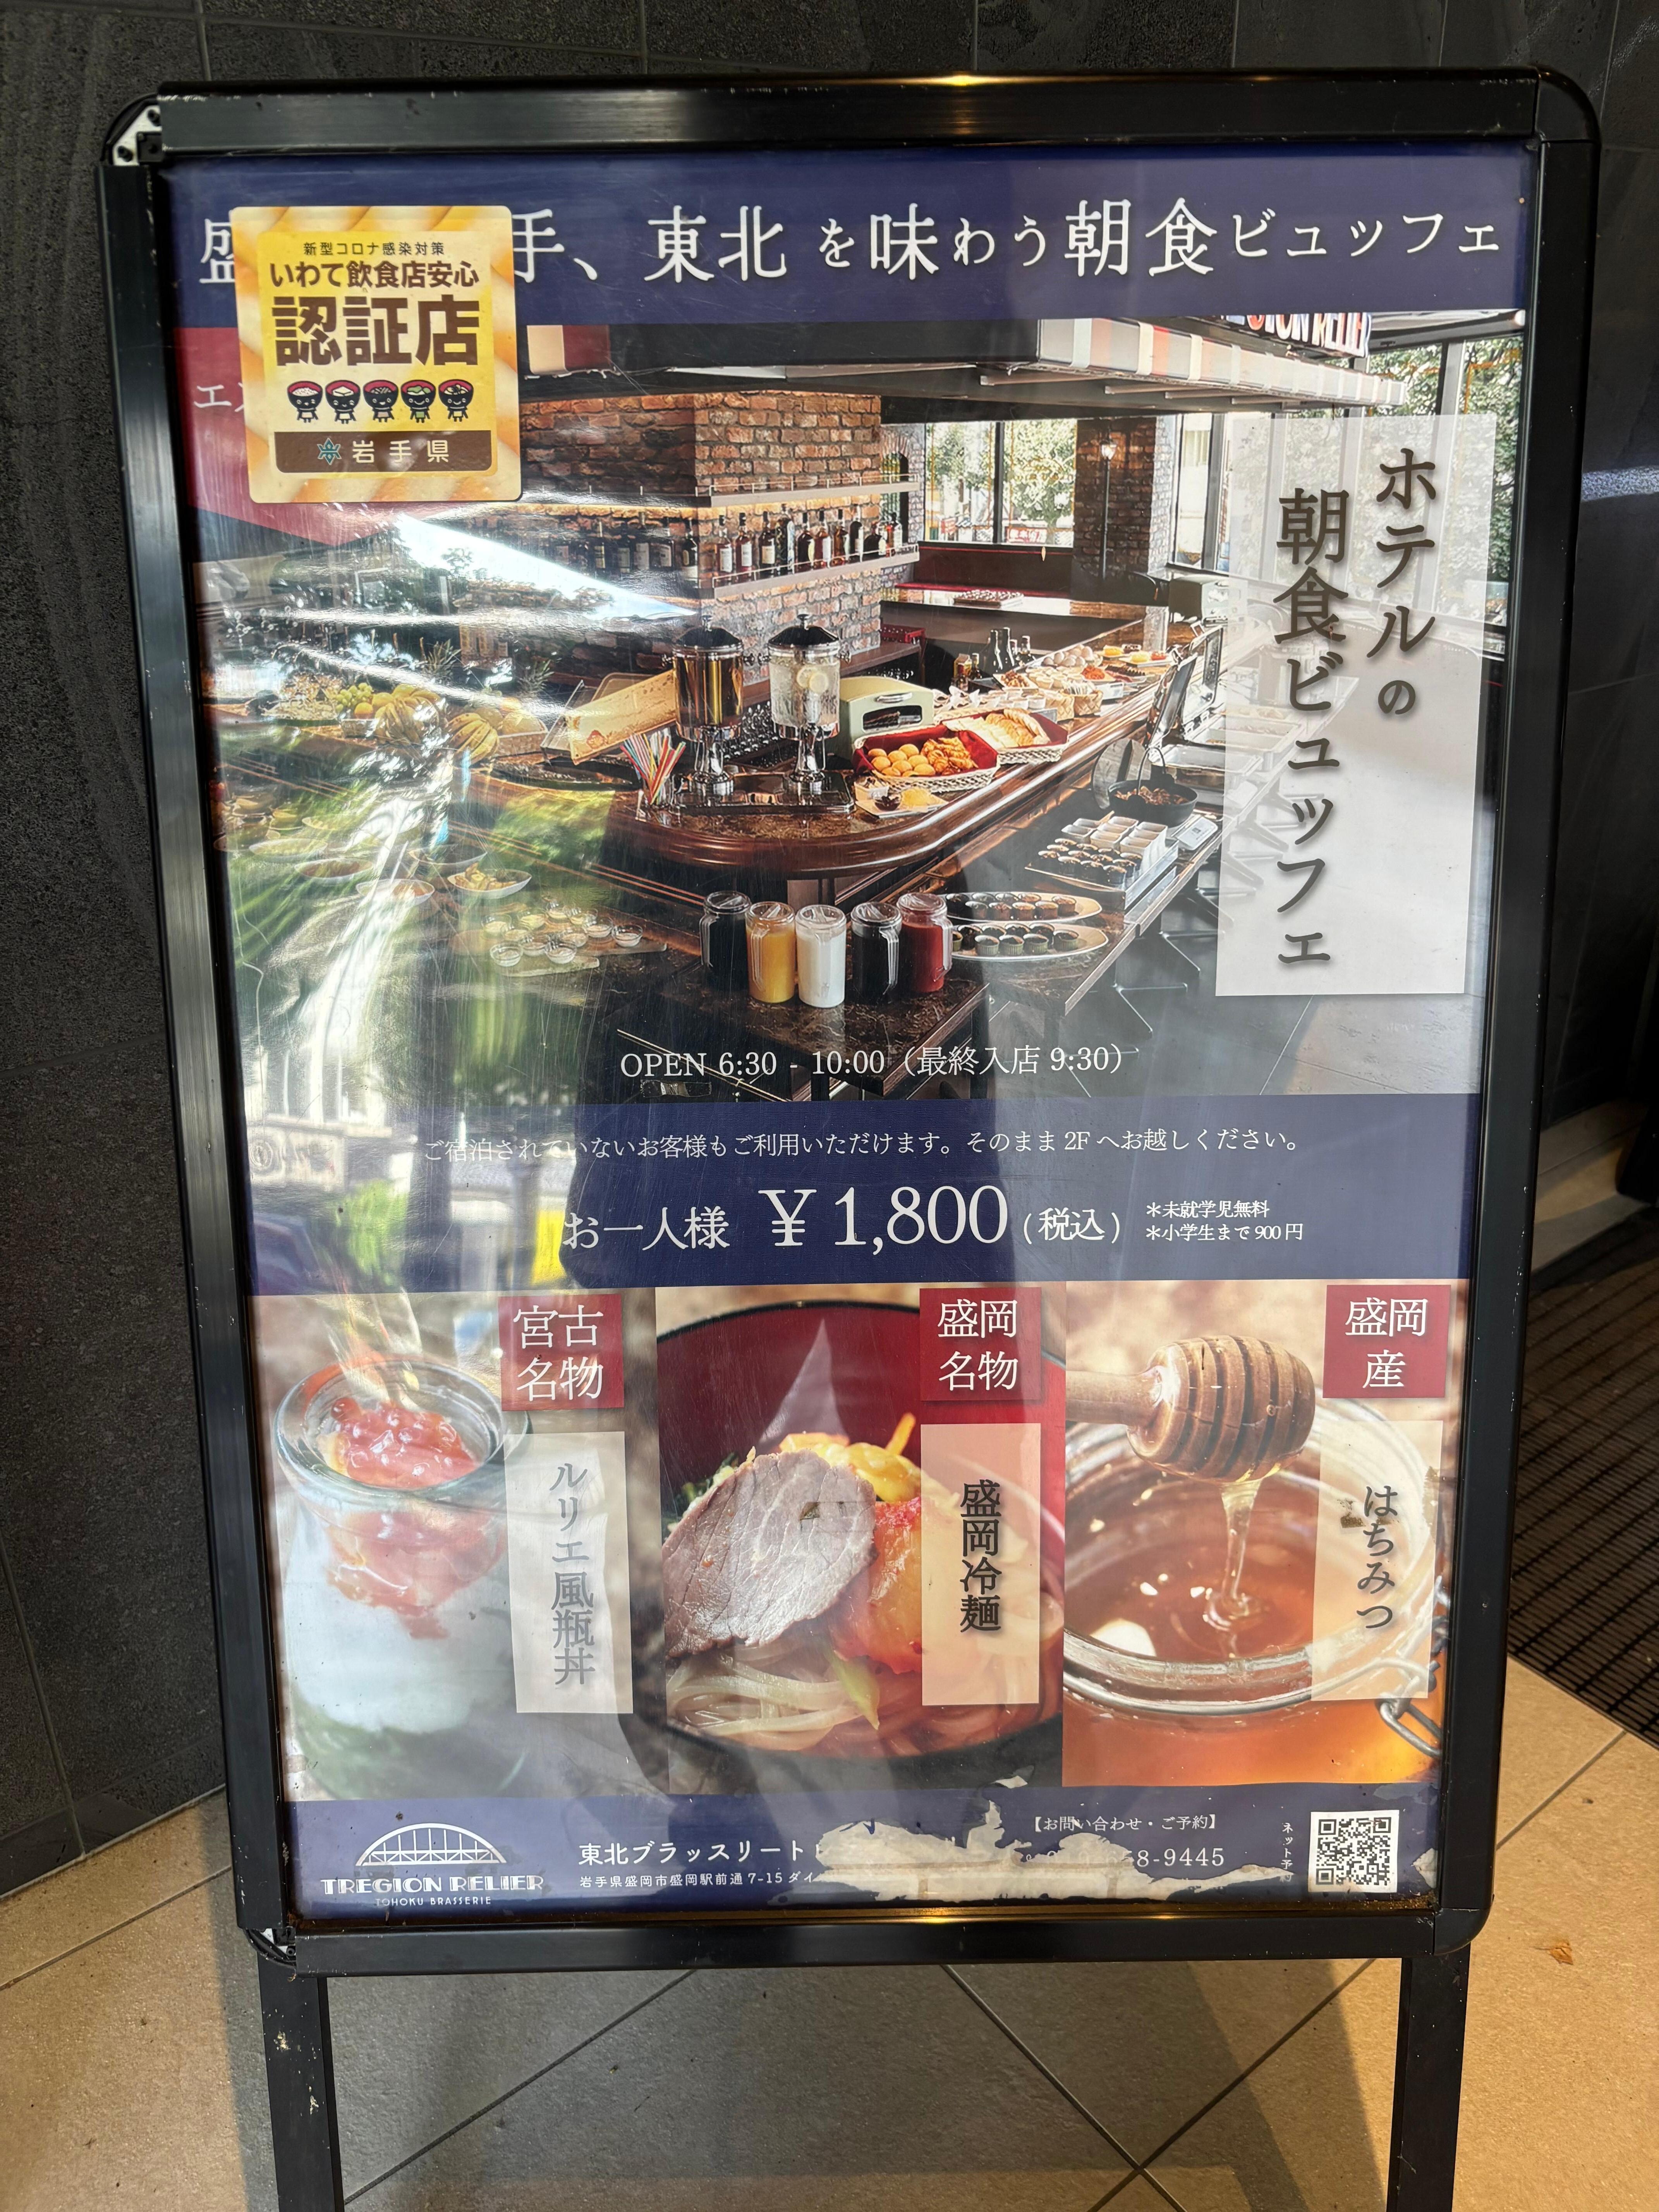 盛
手、東北を味わう朝食ビュッフェ
新型コロナ感染対策
いわて飲食店安心
認証店
岩手県
エ
ホテルの
朝食ビュッフェ
OPEN 6:30 - 10:00（最終入店 9:30）
ご宿泊されていないお客様もご利用いただけます。そのまま 2F へお越しください。
お一人様 ￥1,800（税込）
＊未就学児無料
＊小学生まで 900 円
宮古
名物
ルリエ風瓶丼
盛岡
名物
盛岡冷麺
盛岡
産
はちみつ
TREGION RELIER
TOHOKU BRASSERIE
東北ブラッスリート
岩手県盛岡市盛岡駅前通 7-15 ダイ
【お問い合わせ・ご予約】
8-9445
ネット予